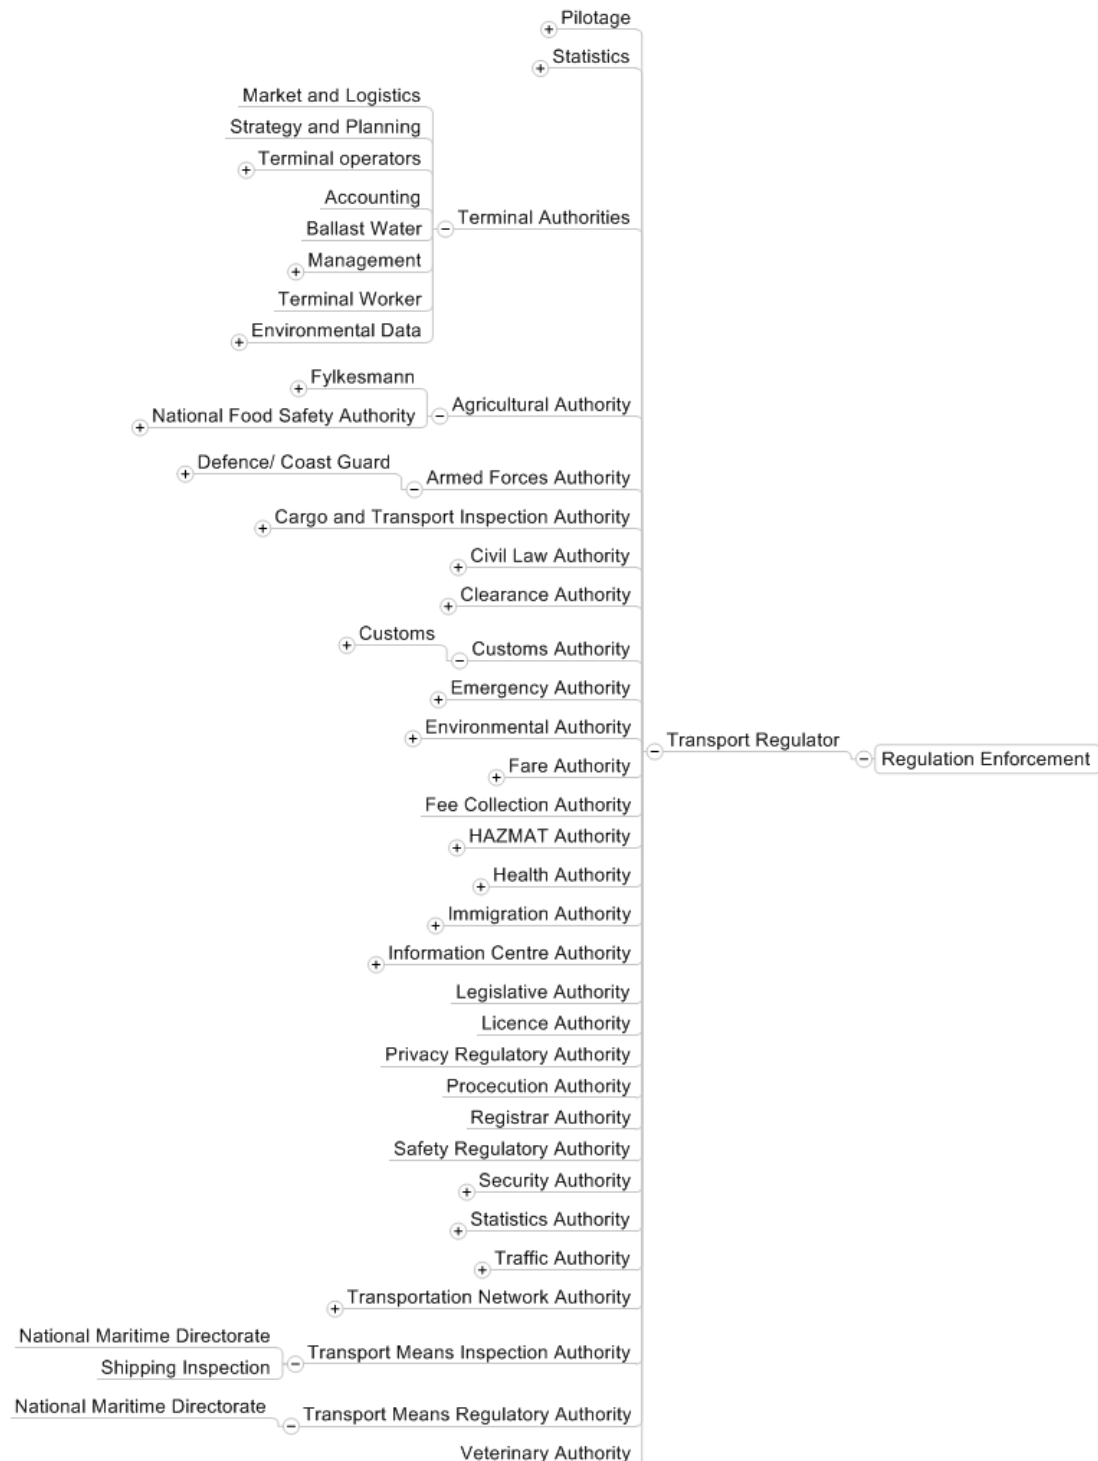 Pilotage
Statistics
Market and Logistics
Strategy and Planning
Terminal operators
Accounting
Terminal Authorities
Ballast Water
Management
Terminal Worker
Environmental Data
Fylkesmann
Agricultural Authority
National Food Safety Authority
Defence/ Coast Guard
Armed Forces Authority
Cargo and Transport Inspection Authority
Civil Law Authority
Clearance Authority
Customs
Customs Authority
Emergency Authority
Environmental Authority
Transport Regulator
Regulation Enforcement
Fare Authority
Fee Collection Authority
HAZMAT Authority
Health Authority
Immigration Authority
Information Centre Authority
Legislative Authority
Licence Authority
Privacy Regulatory Authority
Procecution Authority
Registrar Authority
Safety Regulatory Authority
Security Authority
Statistics Authority
Traffic Authority
Transportation Network Authority
National Maritime Directorate
Transport Means Inspection Authority
Shipping Inspection
National Maritime Directorate
Transport Means Regulatory Authority
Veterinary Authority